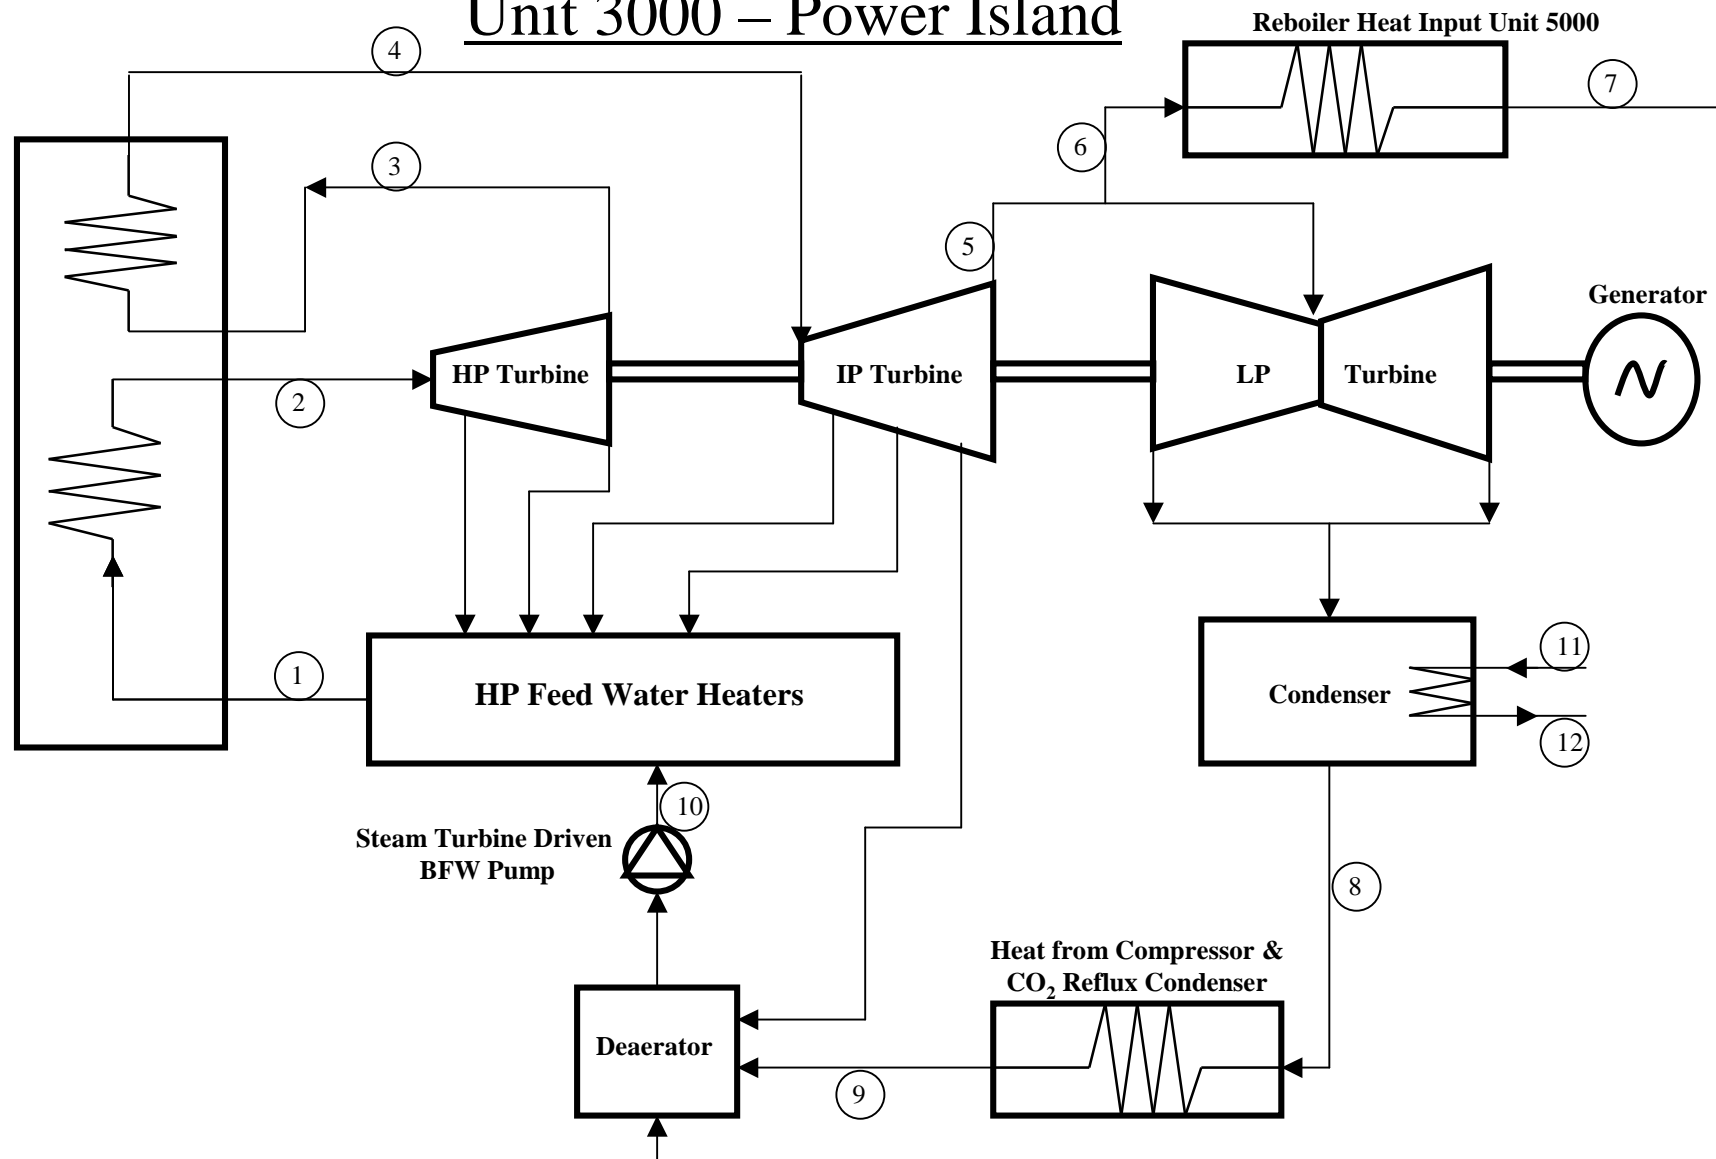 Unit 3000 – Power Island
Reboiler Heat Input Unit 5000
4
7
6
3
5
Generator
HP Turbine
IP Turbine
LP
Turbine
2
11
1
HP Feed Water Heaters
Condenser
12
10
Steam Turbine Driven
BFW Pump
8
Heat from Compressor &
CO₂ Reflux Condenser
Deaerator
9